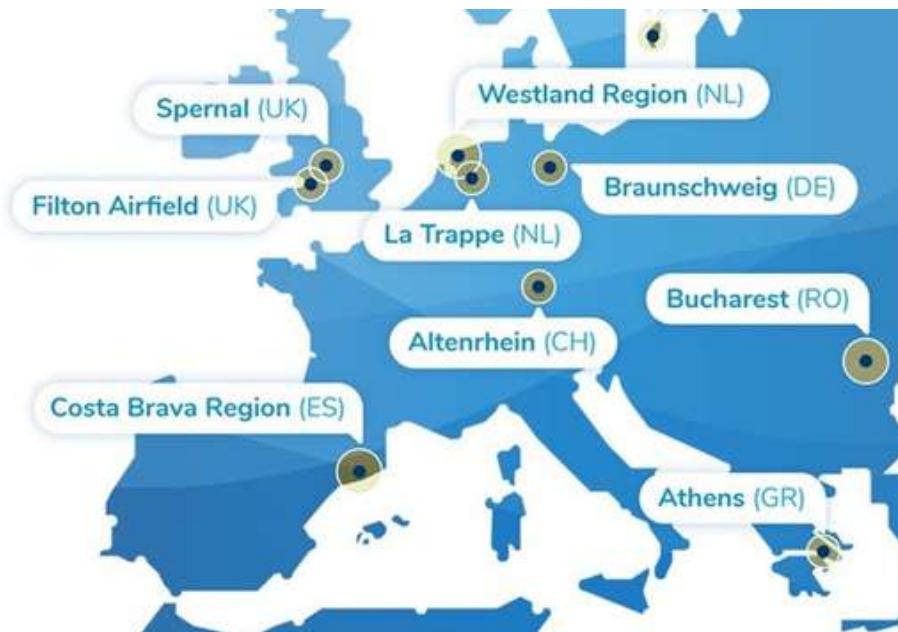 Spernal (UK)
Westland Region (NL)
Filton Airfield (UK)
Braunschweig (DE)
La Trappe (NL)
Bucharest (RO)
Altenrhein (CH)
Costa Brava Region (ES)
Athens (GR)